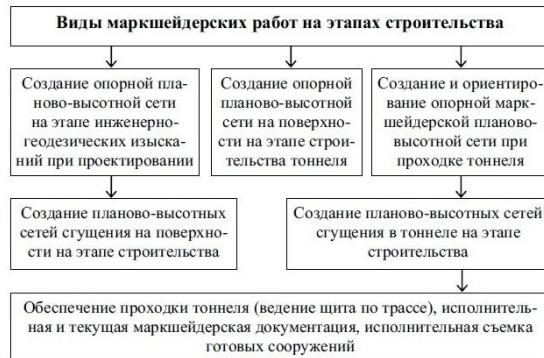 Виды маркшейдерских работ на этапах строительства
Создание опорной пла-
ново-высотной сети
на этапе инженерно-
геодезических изыска-
ний при проектировании
Создание опорной
планово-высотной
сети на поверхно-
сти на этапе строи-
тельства тоннеля
Создание и ориентиро-
вание опорной марк-
шейдерской планово-
высотной сети при
проходке тоннеля
Создание планово-высотных
сетей сгущения на поверхно-
сти на этапе строительства
Создание планово-высотных сетей
сгущения в тоннеле на этапе
строительства
Обеспечение проходки тоннеля (ведение щита по трассе), исполнитель-
ная и текущая маркшейдерская документация, исполнительная съемка
готовых сооружений